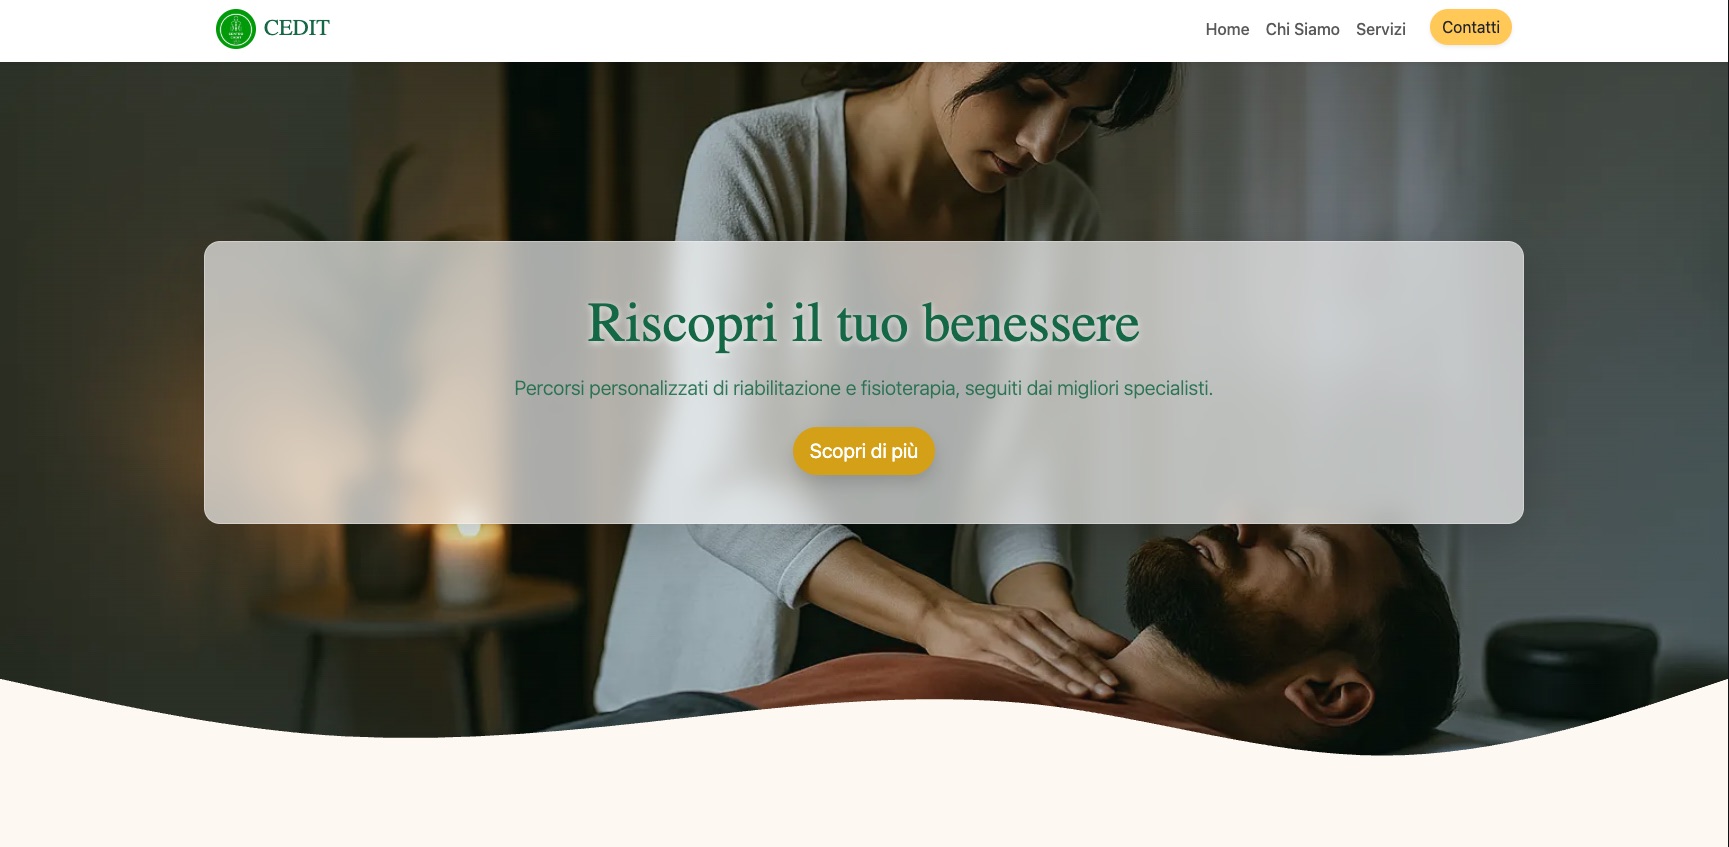 CEDIT
Home
Chi Siamo
Servizi
Contatti
Riscopri il tuo benessere
Percorsi personalizzati di riabilitazione e fisioterapia, seguiti dai migliori specialisti.
Scopri di più